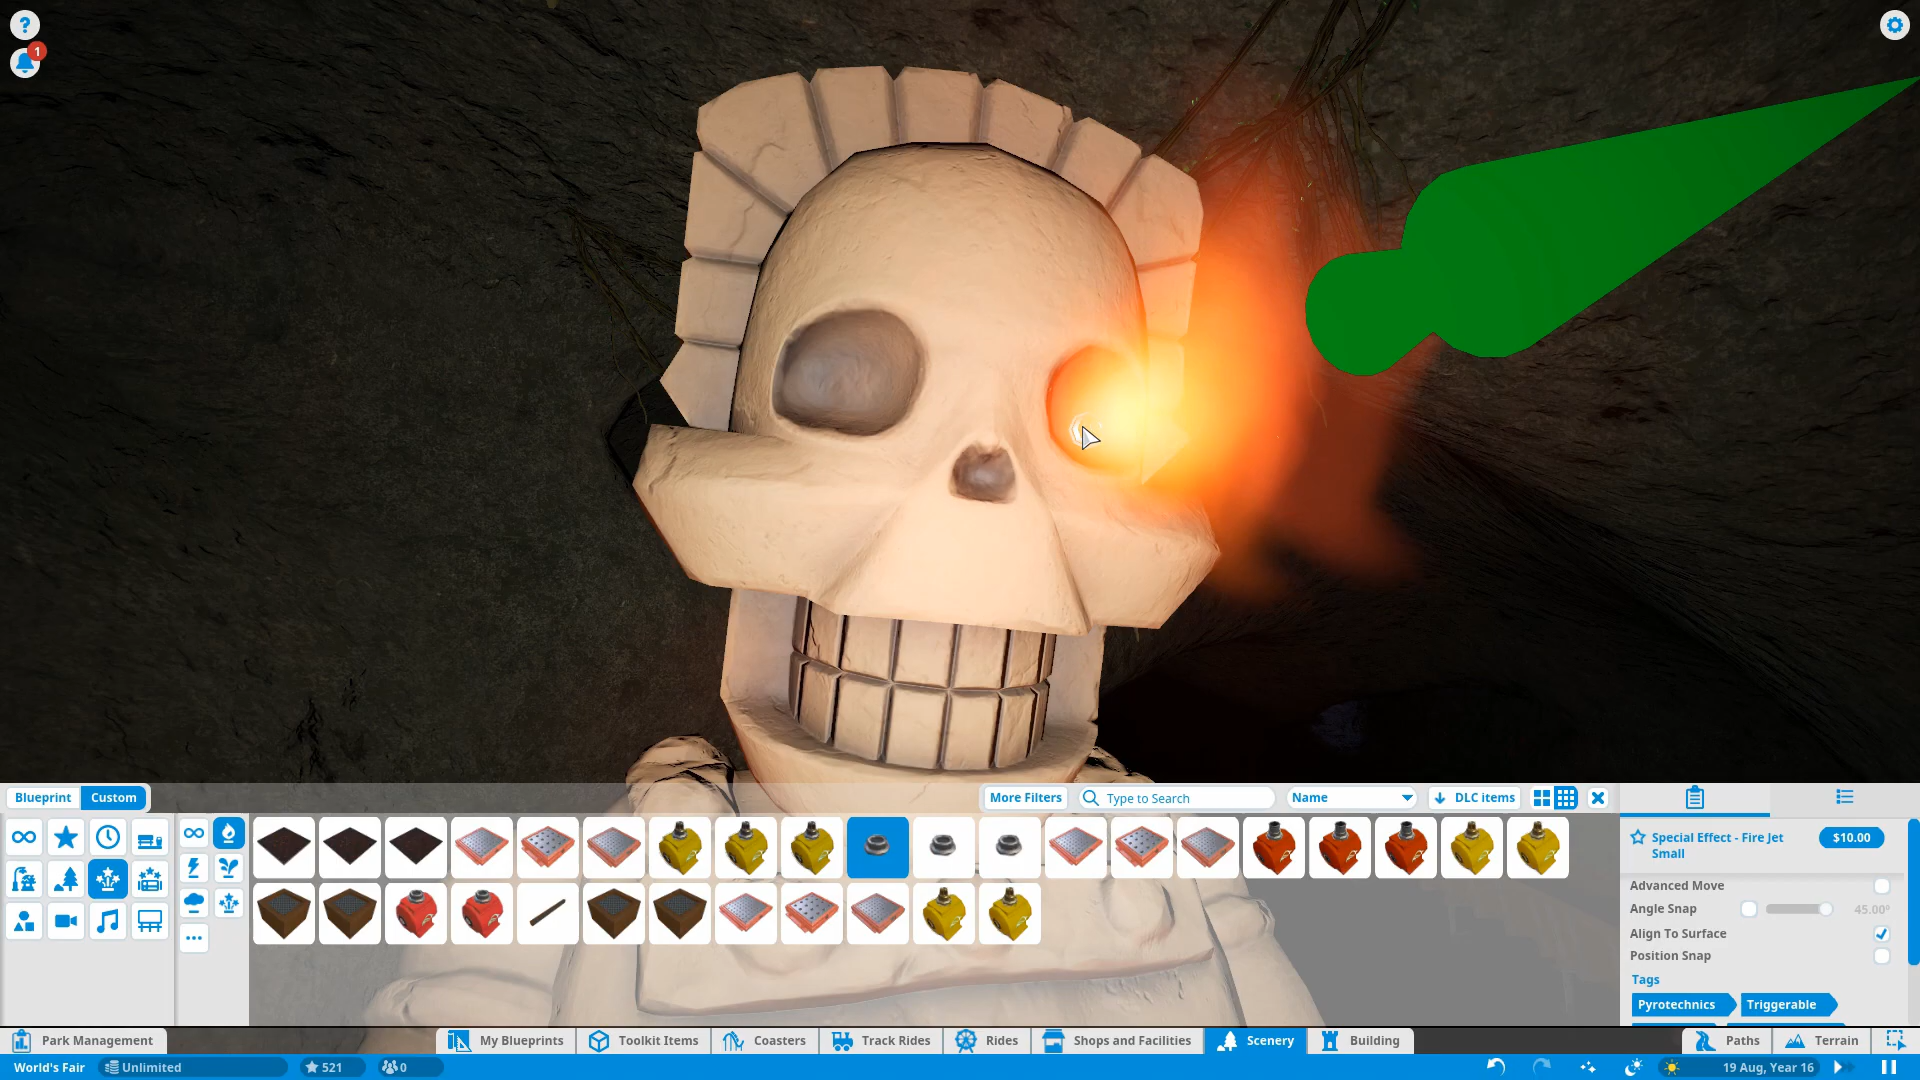 ?
1
Blueprint
Custom
More Filters
Type to Search
Name
DLC items
Special Effect - Fire Jet
Small
$10.00
Advanced Move
Angle Snap
45.00°
Align To Surface
Position Snap
Tags
Pyrotechnics
Triggerable
Park Management
My Blueprints
Toolkit Items
Coasters
Track Rides
Rides
Shops and Facilities
Scenery
Building
Paths
Terrain
World's Fair
Unlimited
521
0
19 Aug, Year 16